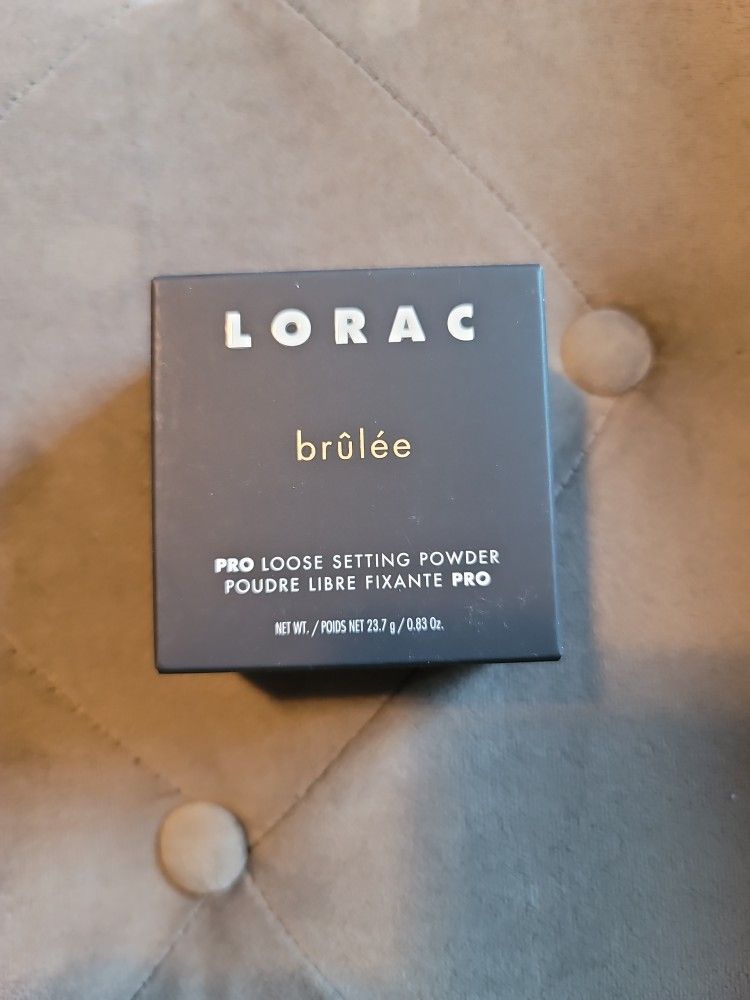 LORAC
brûlée
PRO LOOSE SETTING POWDER
POUDRE LIBRE FIXANTE PRO
NET WT. / POIDS NET 23.7 g / 0.83 Oz.